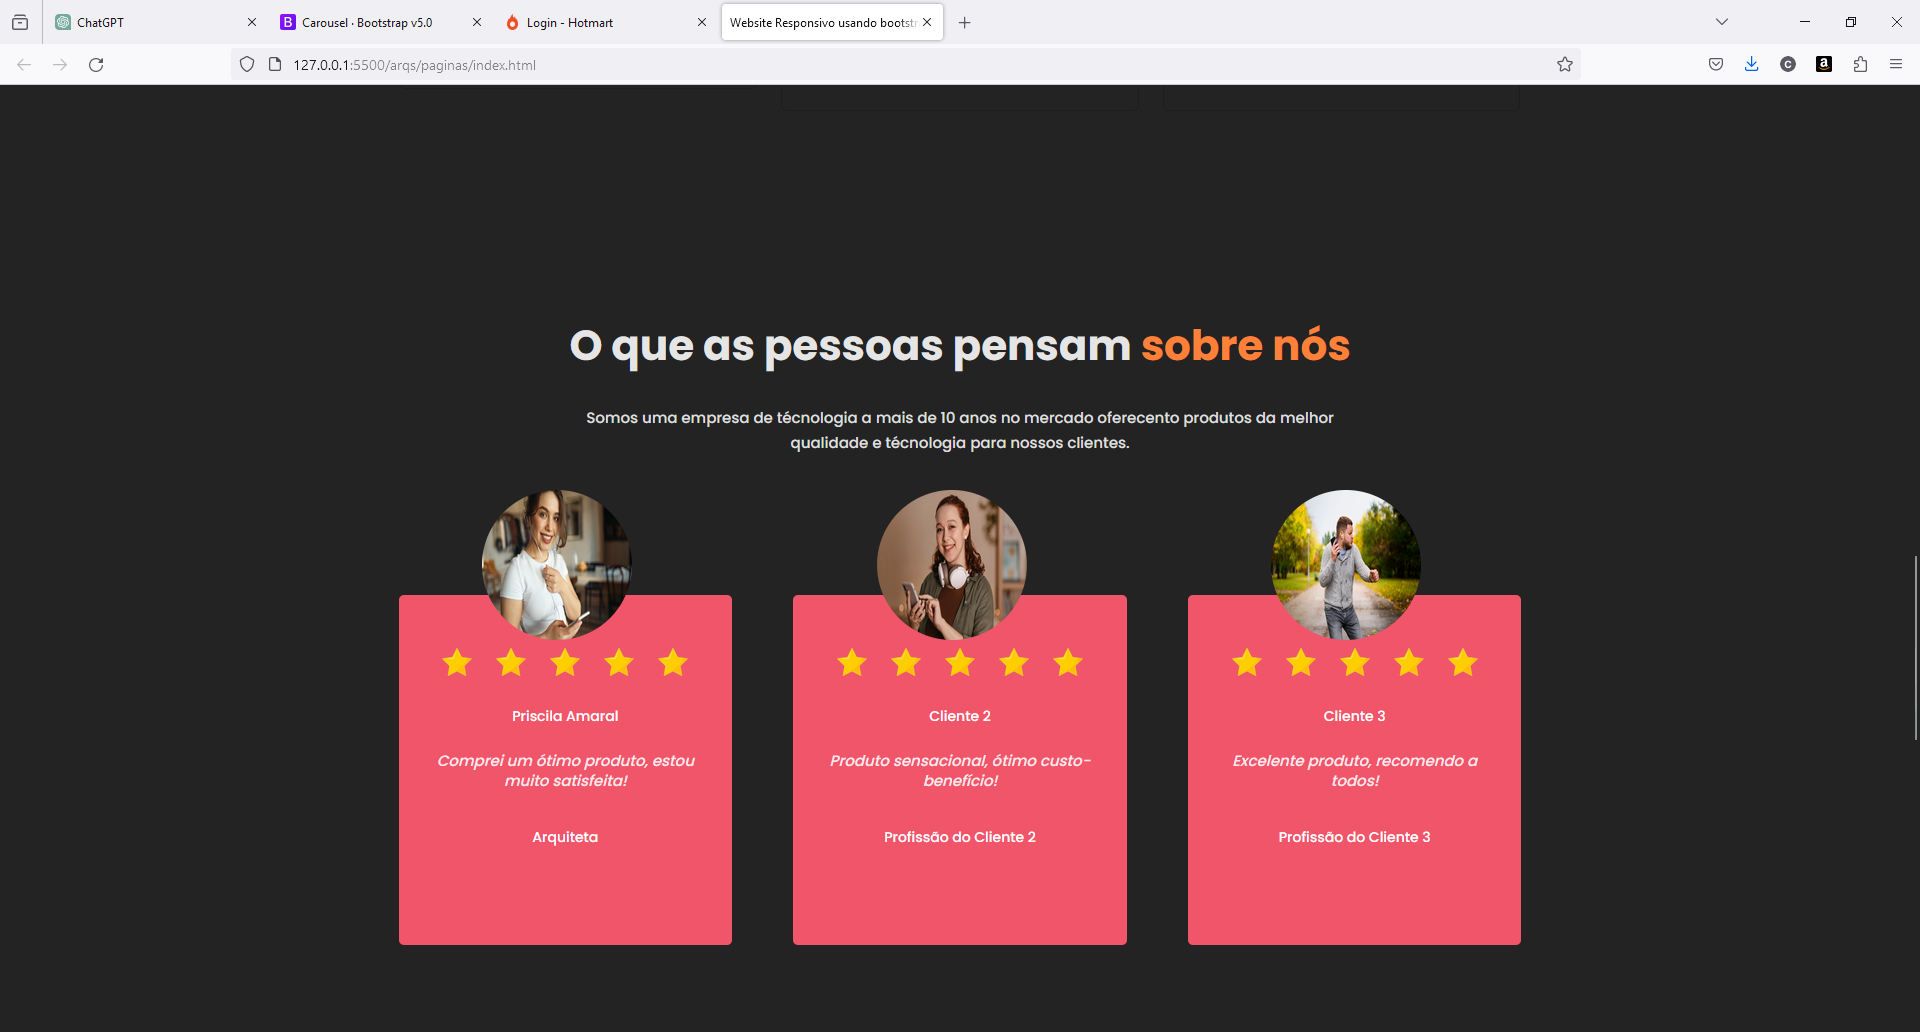 ChatGPT
Carousel · Bootstrap v5.0
Login - Hotmart
Website Responsivo usando bootstr
127.0.0.1:5500/arqs/paginas/index.html
O que as pessoas pensam sobre nós
Somos uma empresa de técnologia a mais de 10 anos no mercado oferecento produtos da melhor
qualidade e técnologia para nossos clientes.
Priscila Amaral
Comprei um ótimo produto, estou
muito satisfeita!
Arquiteta
Cliente 2
Produto sensacional, ótimo custo-
benefício!
Profissão do Cliente 2
Cliente 3
Excelente produto, recomendo a
todos!
Profissão do Cliente 3